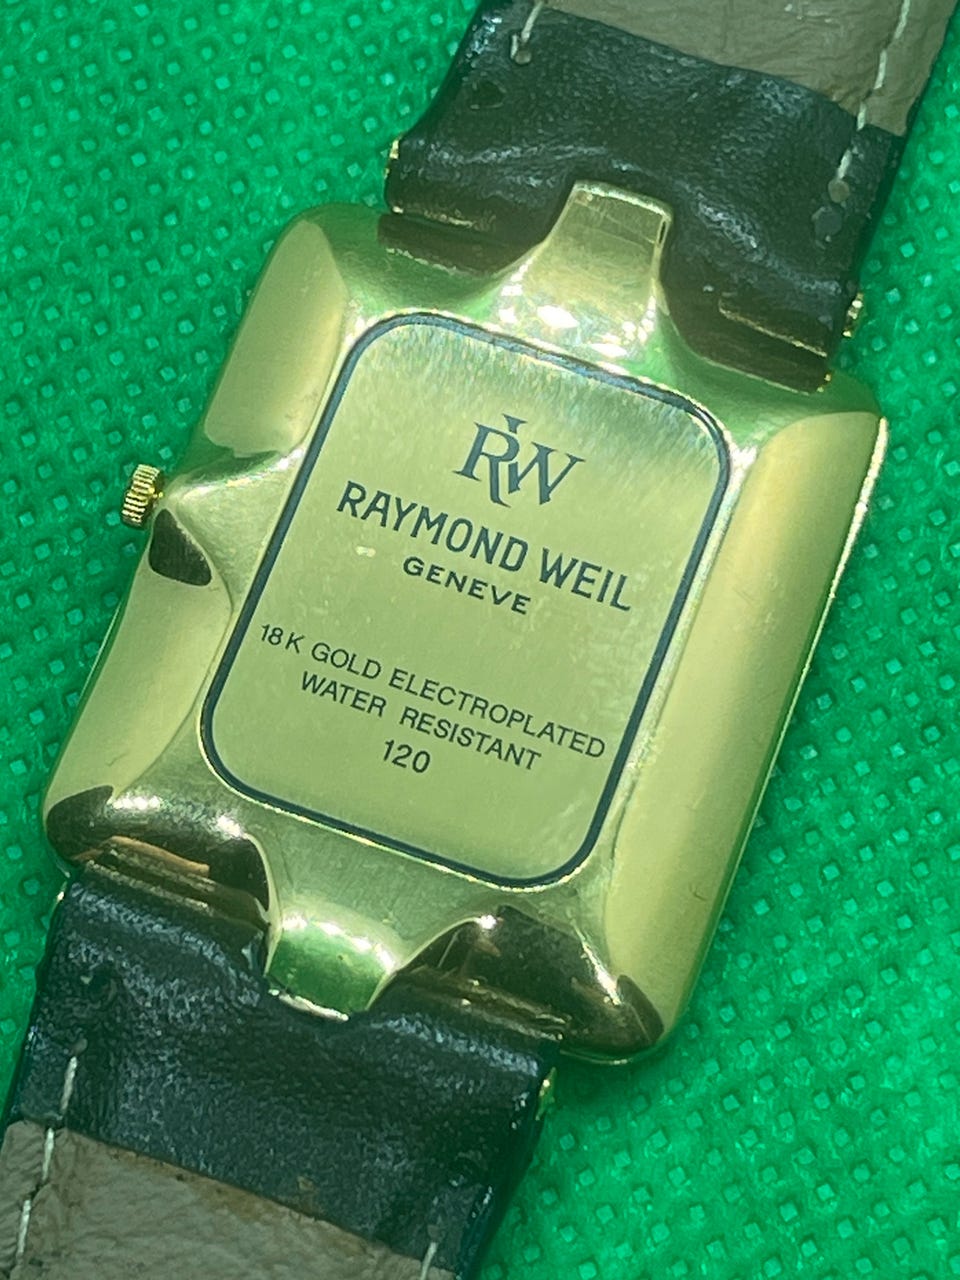 RW
RAYMOND WEIL
GENEVE
18K GOLD ELECTROPLATED
WATER RESISTANT
120